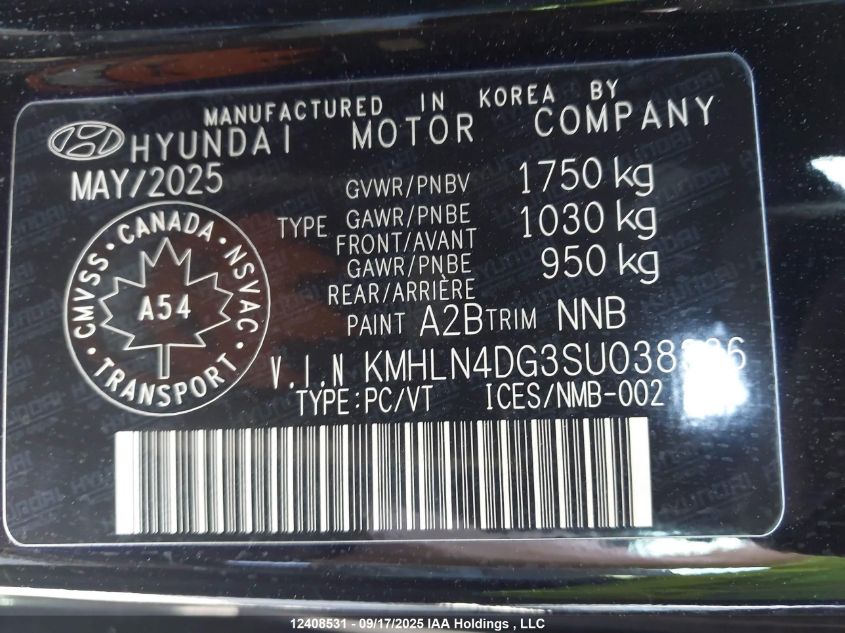 MANUFACTURED IN KOREA BY
HYUNDAI MOTOR COMPANY
MAY/2025
GVWR/PNBV 1750 kg
TYPE GAWR/PNBE 1030 kg
FRONT/AVANT
GAWR/PNBE 950 kg
REAR/ARRIÈRE
CMVSS · CANADA · NSVAC
A54
TRANSPORT
PAINT A2B TRIM NNB
V.I.N
TYPE:PC/VT ICES/NMB-002
12408531 - 09/17/2025 IAA Holdings, LLC